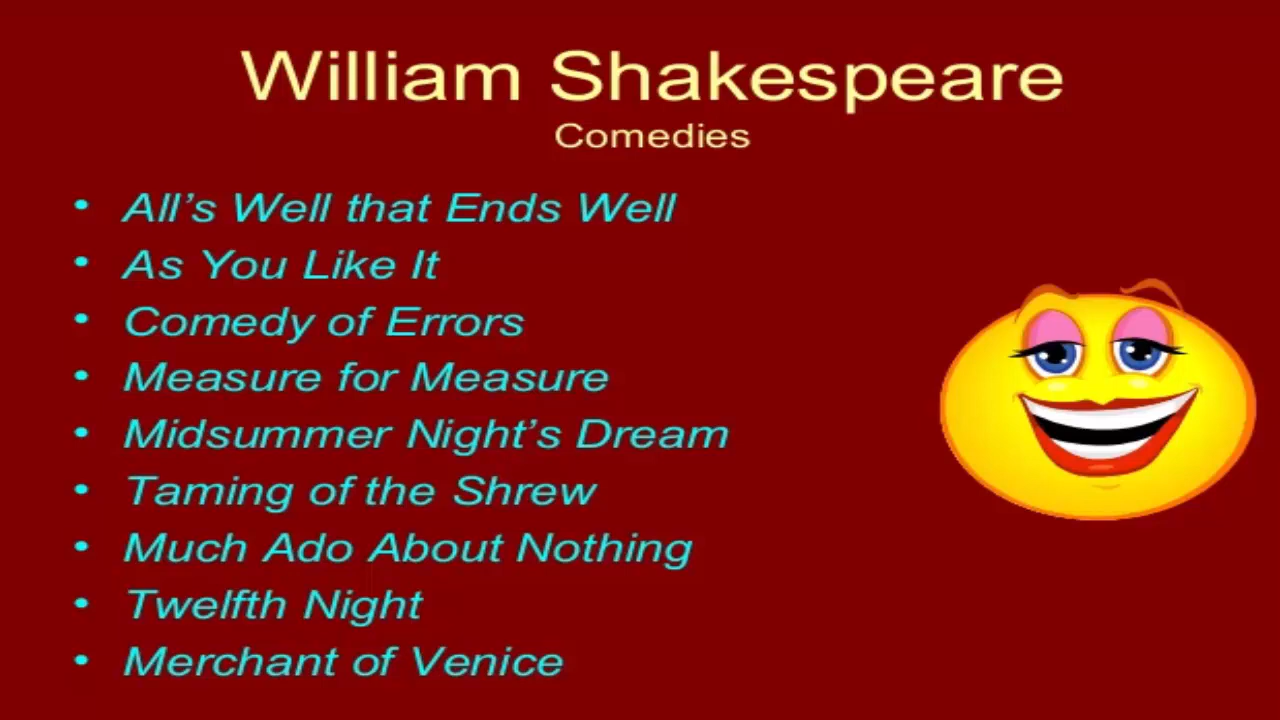 William Shakespeare
Comedies
• All’s Well that Ends Well
• As You Like It
• Comedy of Errors
• Measure for Measure
• Midsummer Night’s Dream
• Taming of the Shrew
• Much Ado About Nothing
• Twelfth Night
• Merchant of Venice